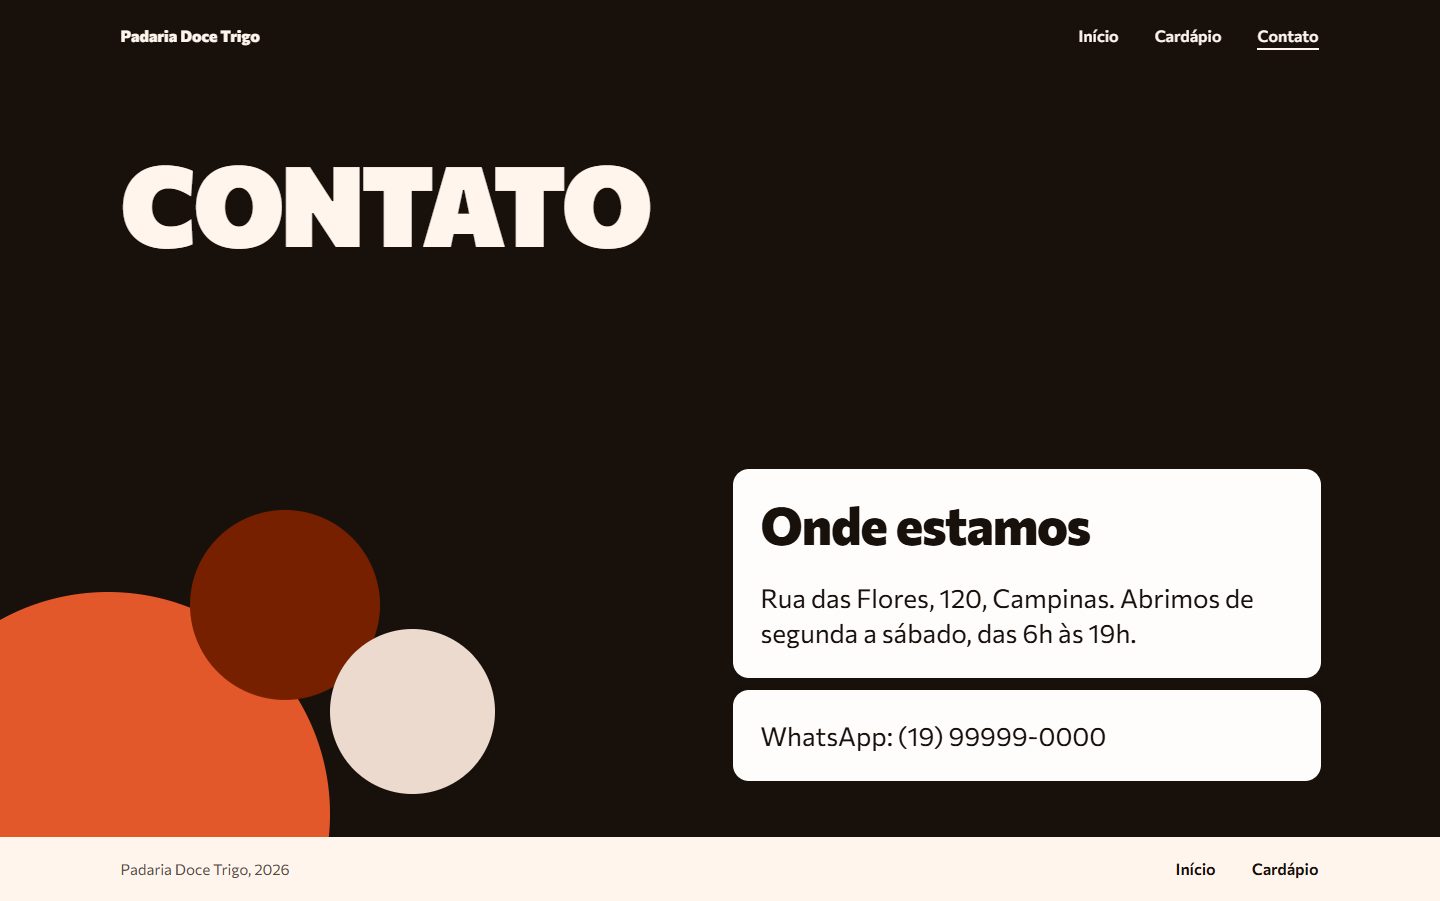 Padaria Doce Trigo
Início Cardápio Contato
CONTATO
Onde estamos
Rua das Flores, 120, Campinas. Abrimos de
segunda a sábado, das 6h às 19h.
WhatsApp: (19) 99999-0000
Padaria Doce Trigo, 2026
Início Cardápio